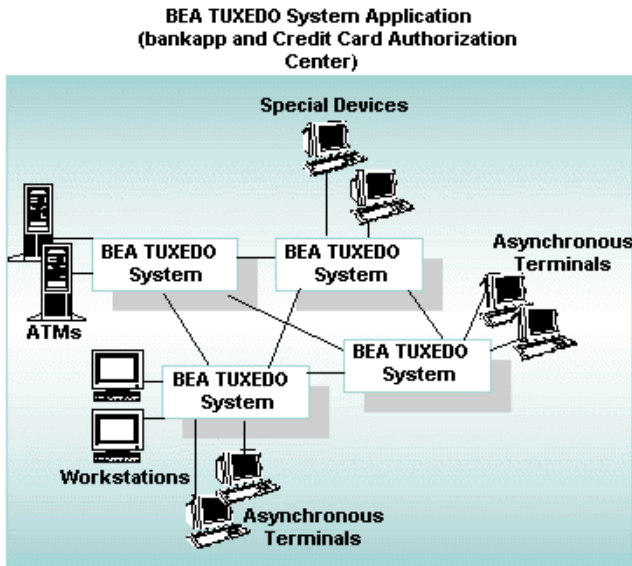 BEA TUXEDO System Application
(bankapp and Credit Card Authorization
Center)
Special Devices
Asynchronous
Terminals
BEA TUXEDO
System
BEA TUXEDO
System
ATMs
BEA TUXEDO
System
BEA TUXEDO
System
Workstations
Asynchronous
Terminals